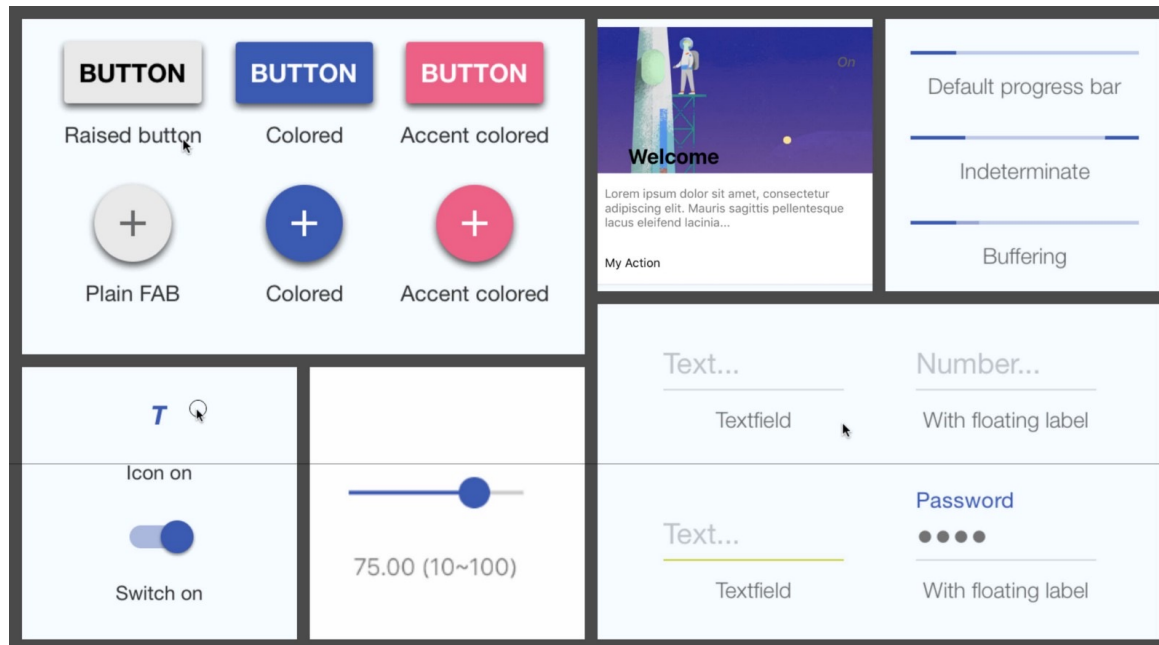 BUTTON BUTTON BUTTON
Raised button Colored Accent colored
+ + +
Plain FAB Colored Accent colored
On
Welcome
Lorem ipsum dolor sit amet, consectetur
adipiscing elit. Mauris sagittis pellentesque
lacus eleifend lacinia...
My Action
Default progress bar
Indeterminate
Buffering
T
Icon on
Switch on
75.00 (10~100)
Text... Number...
Textfield With floating label
Password
Text... ●●●●
Textfield With floating label